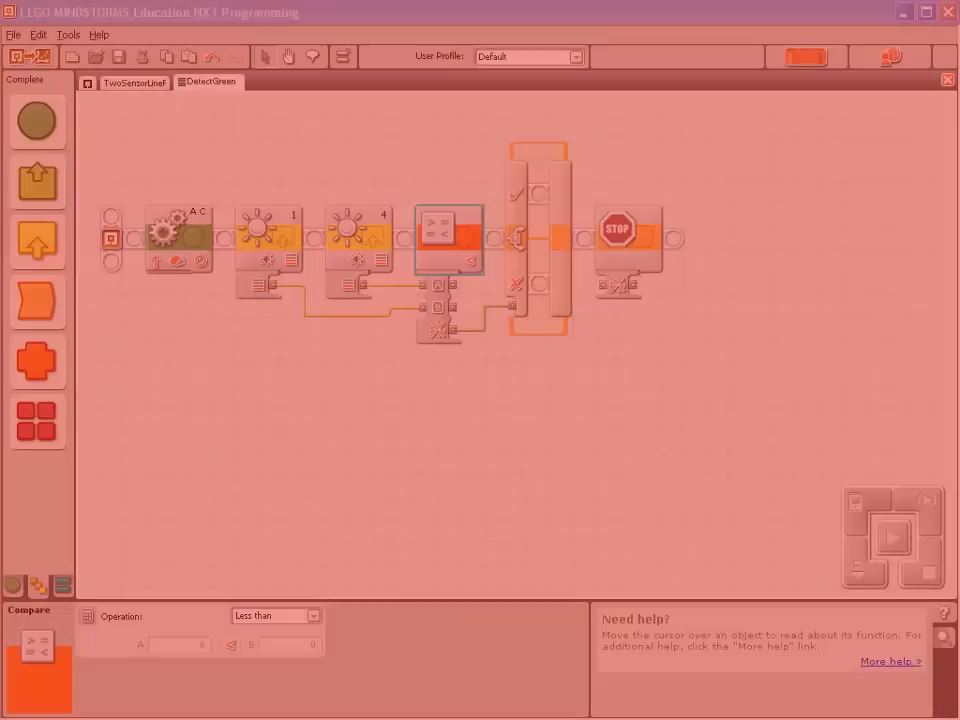 LEGO MINDSTORMS Education NXT Programming
File Edit Tools Help
User Profile: Default
Complete
TwoSensorLineF DetectGreen
A C
1
4
STOP
A
B
Compare
Operation: Less than
A 0 B 0
Need help?
Move the cursor over an object to read about its function. For
additional help, click the "More help" link.
More help »